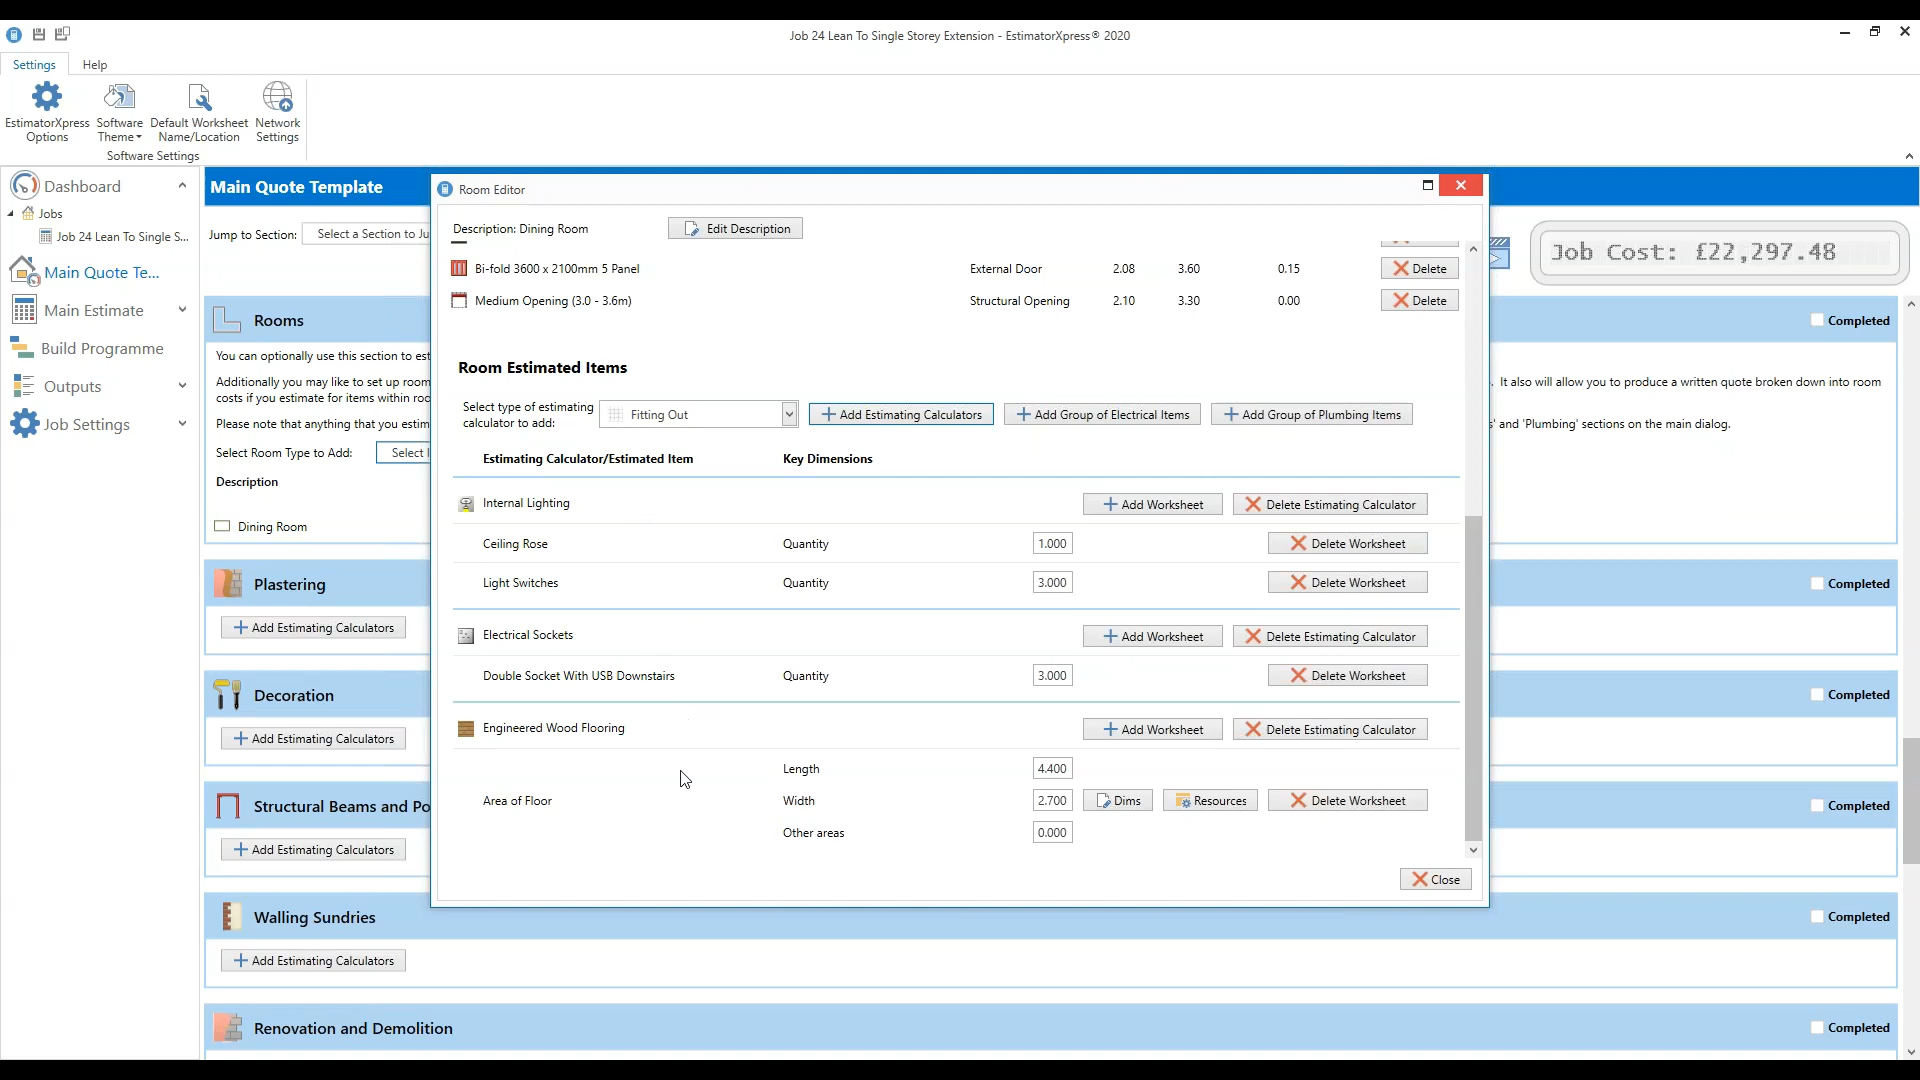 Job 24 Lean To Single Storey Extension - EstimatorXpress® 2020
Settings
Help
EstimatorXpress Options
Software Theme
Default Worksheet Name/Location
Network Settings
Software Settings
Dashboard
Jobs
Job 24 Lean To Single S...
Main Quote Te...
Main Estimate
Build Programme
Outputs
Job Settings
Main Quote Template
Jump to Section:
Select a Section to Ju
Job Cost: £22,297.48
Rooms
Completed
You can optionally use this section to est
Additionally you may like to set up room
. It also will allow you to produce a written quote broken down into room
costs if you estimate for items within roo
Please note that anything that you estim
s' and 'Plumbing' sections on the main dialog.
Select Room Type to Add:
Select I
Description
Dining Room
Plastering
Completed
Add Estimating Calculators
Decoration
Completed
Add Estimating Calculators
Structural Beams and Po
Completed
Add Estimating Calculators
Walling Sundries
Completed
Add Estimating Calculators
Renovation and Demolition
Completed
Room Editor
Description: Dining Room
Edit Description
Bi-fold 3600 x 2100mm 5 Panel External Door 2.08 3.60 0.15 Delete
Medium Opening (3.0 - 3.6m) Structural Opening 2.10 3.30 0.00 Delete
Room Estimated Items
Select type of estimating
calculator to add:
Fitting Out
Add Estimating Calculators
Add Group of Electrical Items
Add Group of Plumbing Items
Estimating Calculator/Estimated Item Key Dimensions
Internal Lighting Add Worksheet Delete Estimating Calculator
Ceiling Rose Quantity 1.000 Delete Worksheet
Light Switches Quantity 3.000 Delete Worksheet
Electrical Sockets Add Worksheet Delete Estimating Calculator
Double Socket With USB Downstairs Quantity 3.000 Delete Worksheet
Engineered Wood Flooring Add Worksheet Delete Estimating Calculator
Length 4.400
Area of Floor Width 2.700 Dims Resources Delete Worksheet
Other areas 0.000
Close